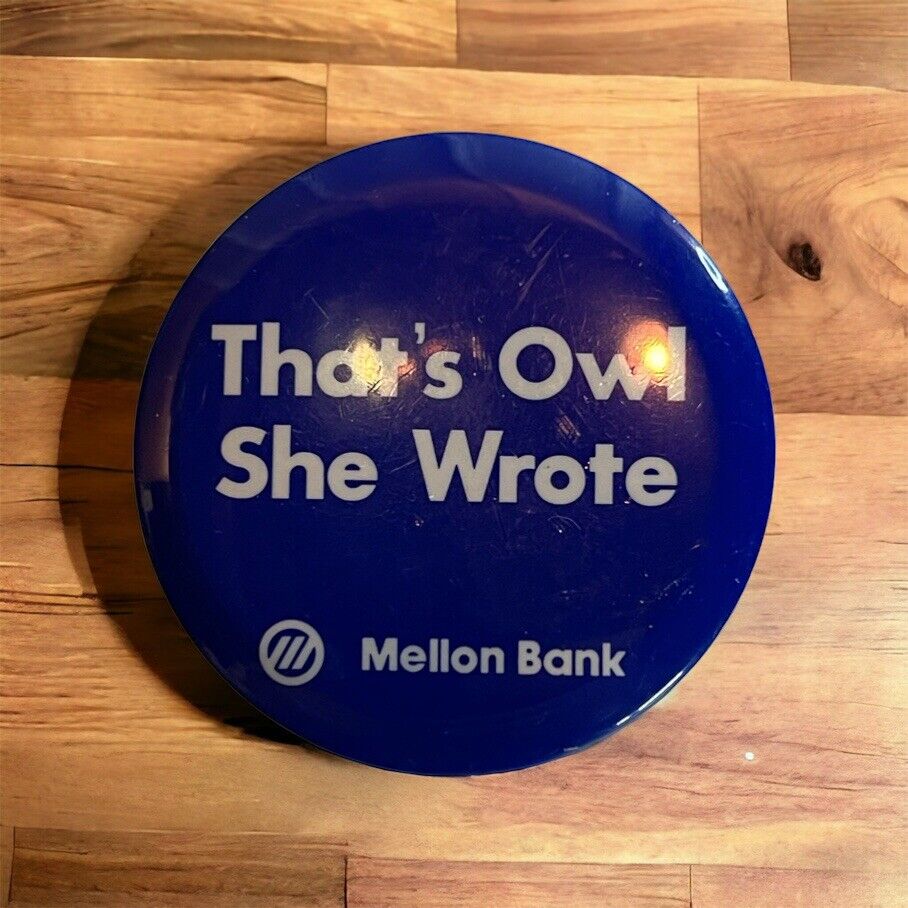 That's Owl
She Wrote
Mellon Bank